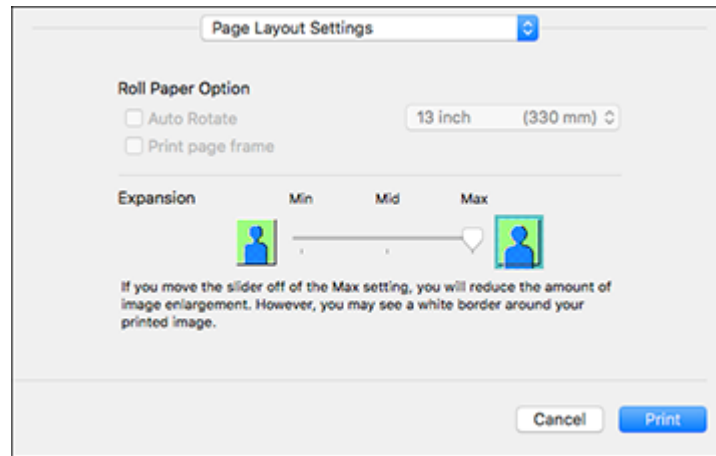 Page Layout Settings
Roll Paper Option
Auto Rotate
13 inch (330 mm)
Print page frame
Expansion Min Mid Max
If you move the slider off of the Max setting, you will reduce the amount of
image enlargement. However, you may see a white border around your
printed image.
Cancel Print